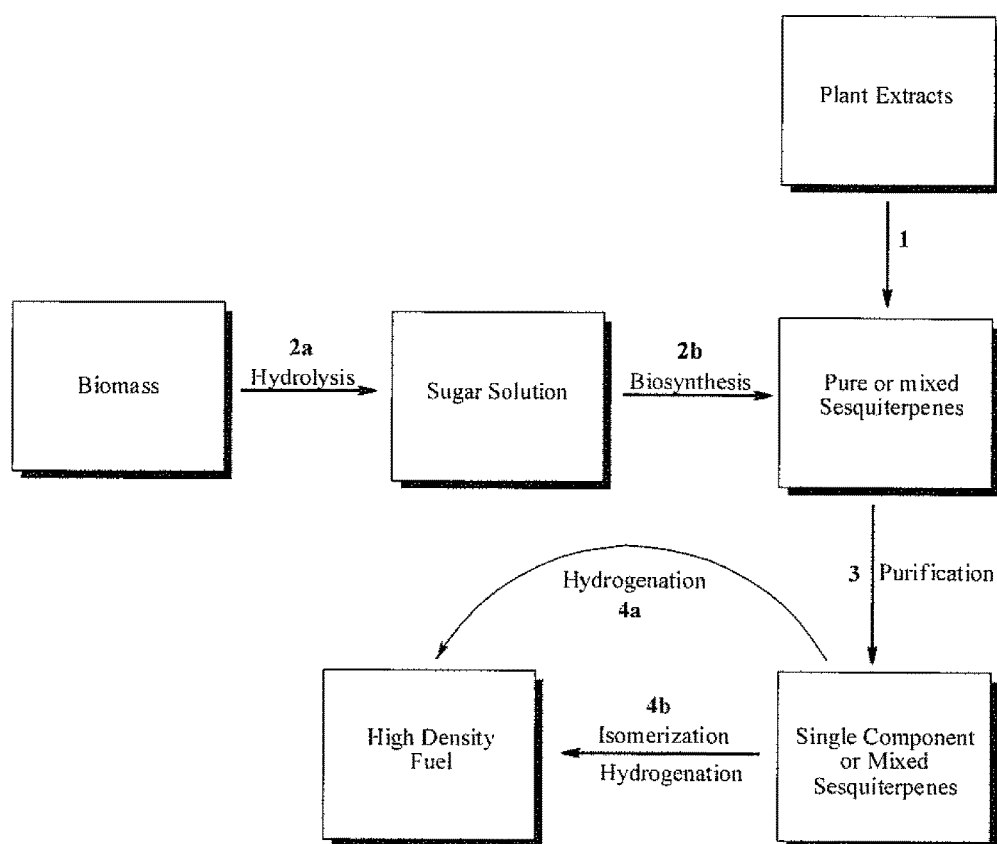 Plant Extracts
1
2a
Hydrolysis
2b
Biosynthesis
Biomass
Sugar Solution
Pure or mixed
Sesquiterpenes
3 Purification
Hydrogenation
4a
4b
Isomerization
Hydrogenation
High Density
Fuel
Single Component
or Mixed
Sesquiterpenes